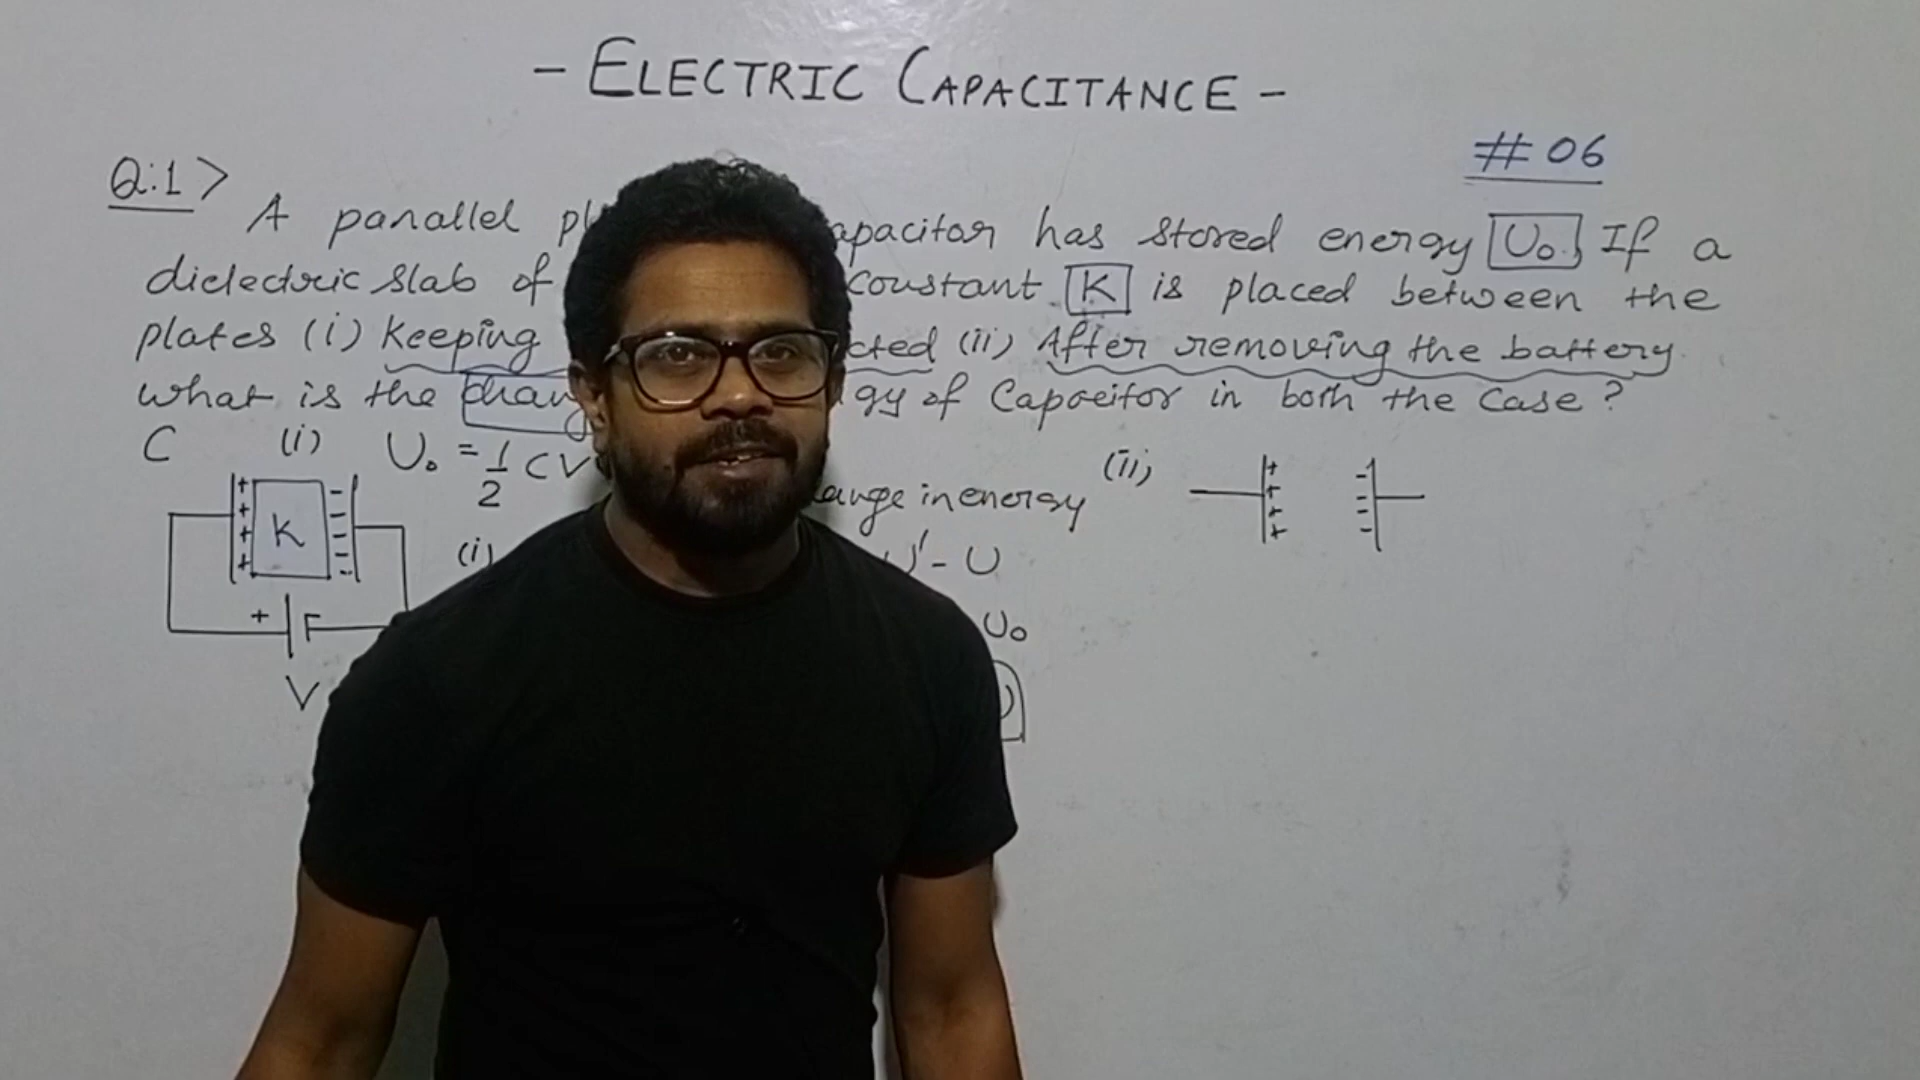 - ELECTRIC CAPACITANCE -
# 06
Q:1>
A parallel apacitor has stored energy U₀. If a
dielectric slab of constant K is placed between the
plates (i) Keeping cted (ii) After removing the battery
what is the chang gy of Capacitor in both the Case ?
C (i) U₀ = 1/2 CV
ange in energy
(ii)
K
(i) U' - U
U₀
V